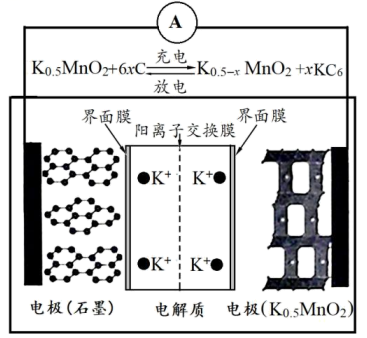 A
充电
K₀.₅MnO₂+6xC ⇌ K₀.₅₋ₓ MnO₂ +xKC₆
放电
界面膜 界面膜
阳离子交换膜
K⁺ K⁺
K⁺ K⁺
电极(石墨) 电解质 电极(K₀.₅MnO₂)